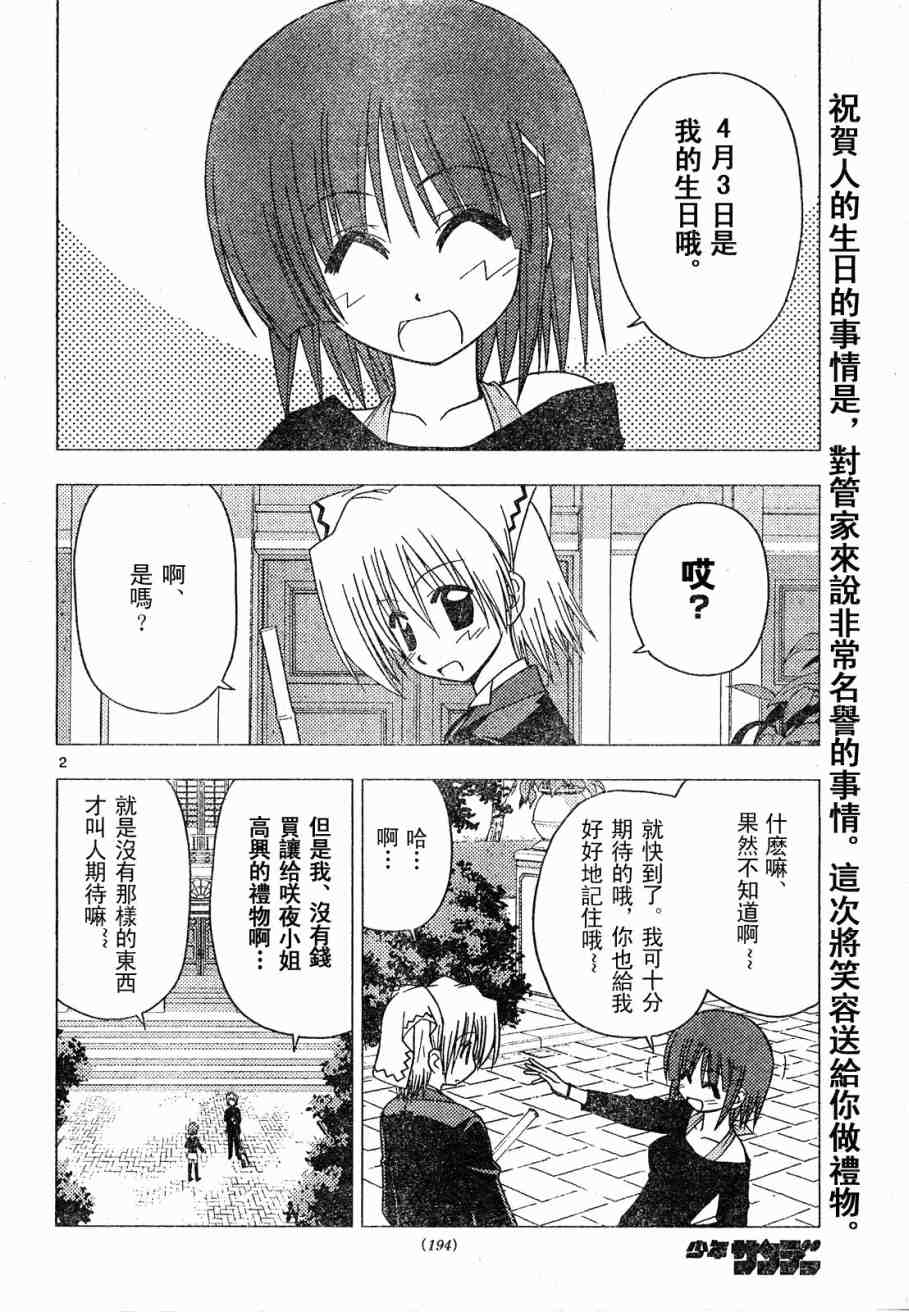 祝賀人的生日的事情是，對管家來說非常名譽的事情。這次將笑容送給你做禮物。
4月3日是
我的生日哦。
哎？
啊、
是嗎？
什麽嘛、
果然不知道啊~
就快到了。我可十分
期待的哦，你也給我
好好地記住哦~
哈…
啊…
但是我、沒有錢
買讓给咲夜小姐
高興的禮物啊…
就是沒有那樣的東西
才叫人期待嘛~
2
(194)
少年サンデー